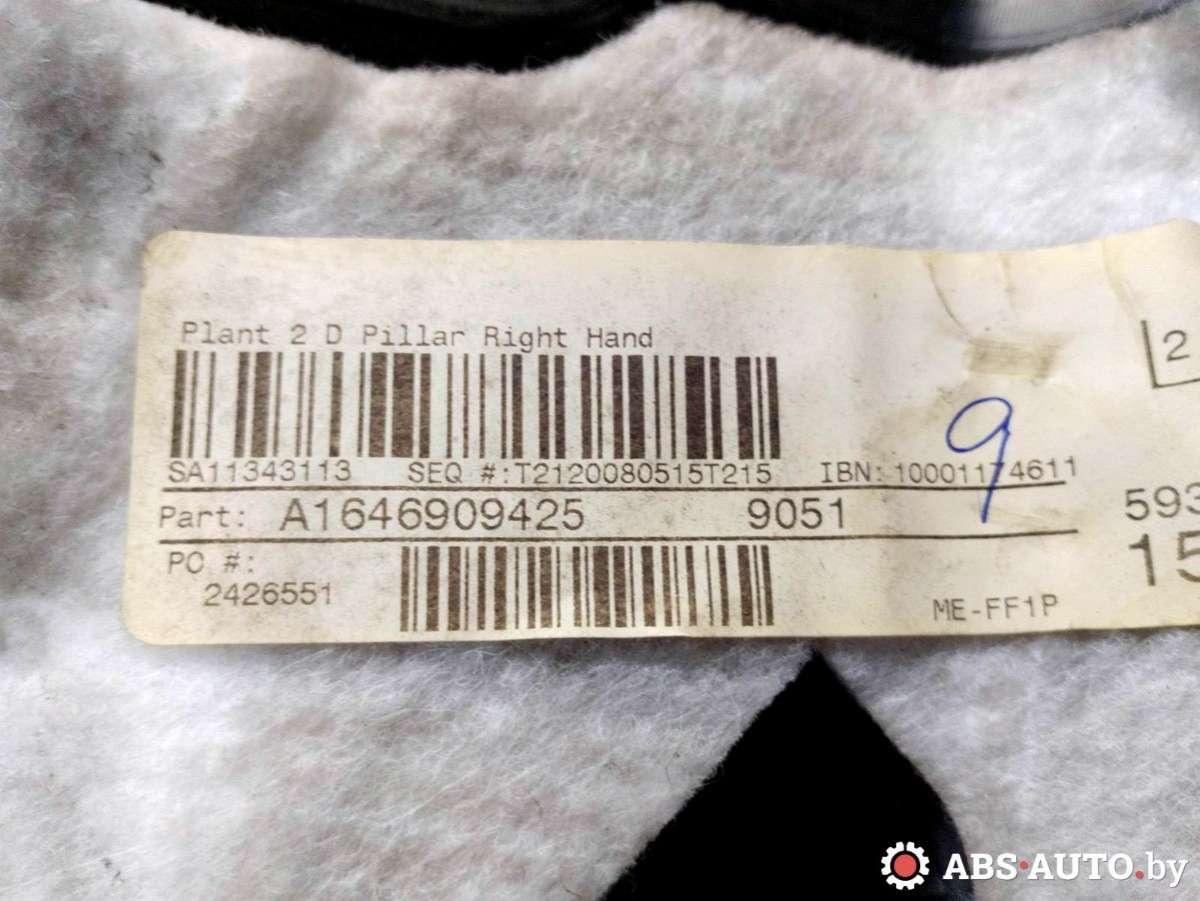 Plant 2 D Pillar Right Hand
2
9
SA11343113 SEQ #:T2120080515T215 IBN: 10001174611
Part: A1646909425 9051
593
15
PO #:
2426551
ME-FF1P
ABS·AUTO.by